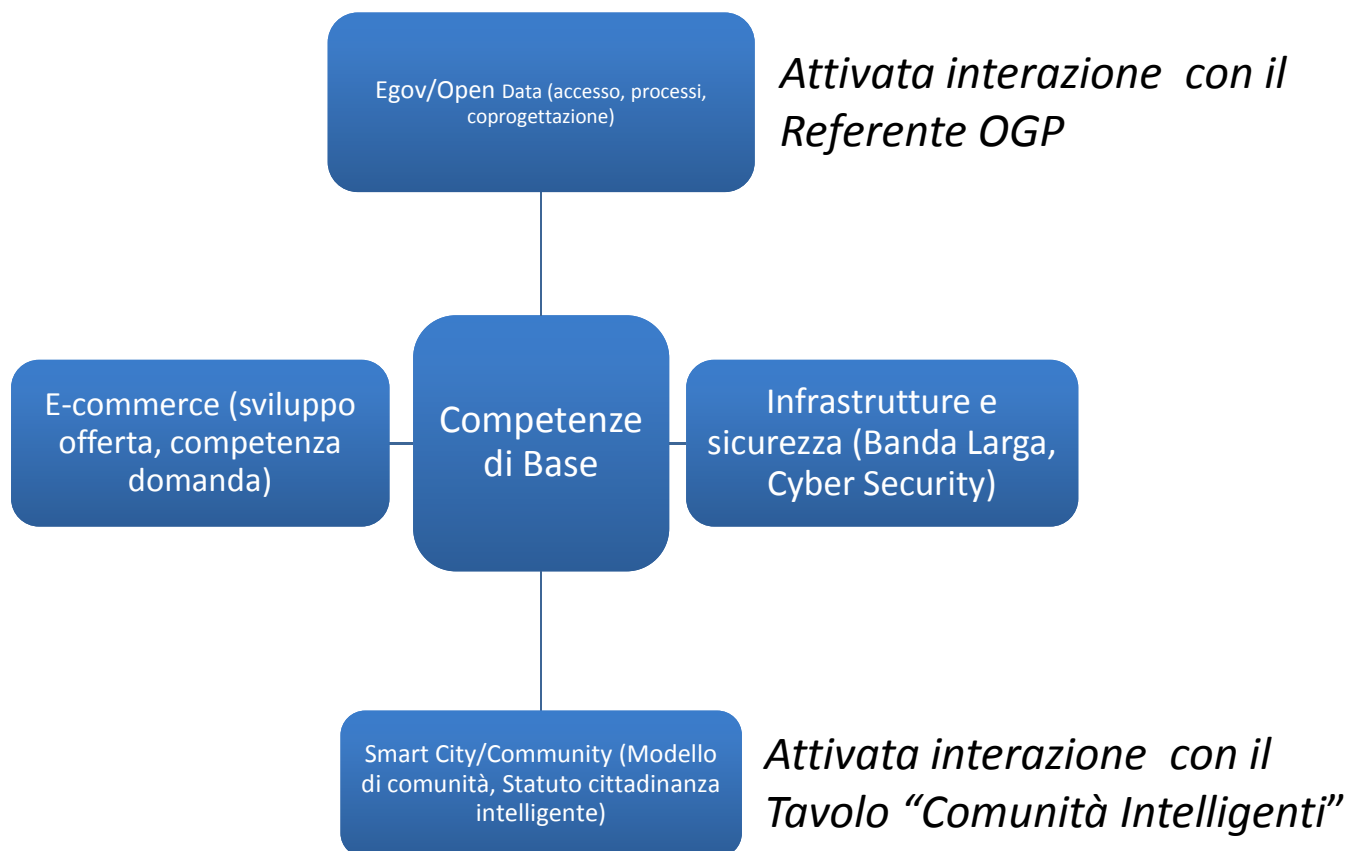 Egov/Open Data (accesso, processi,
coprogettazione)
Attivata interazione  con il
Referente OGP
E-commerce (sviluppo
offerta, competenza
domanda)
Competenze
di Base
Infrastrutture e
sicurezza (Banda Larga,
Cyber Security)
Smart City/Community (Modello
di comunità, Statuto cittadinanza
intelligente)
Attivata interazione  con il
Tavolo “Comunità Intelligenti”